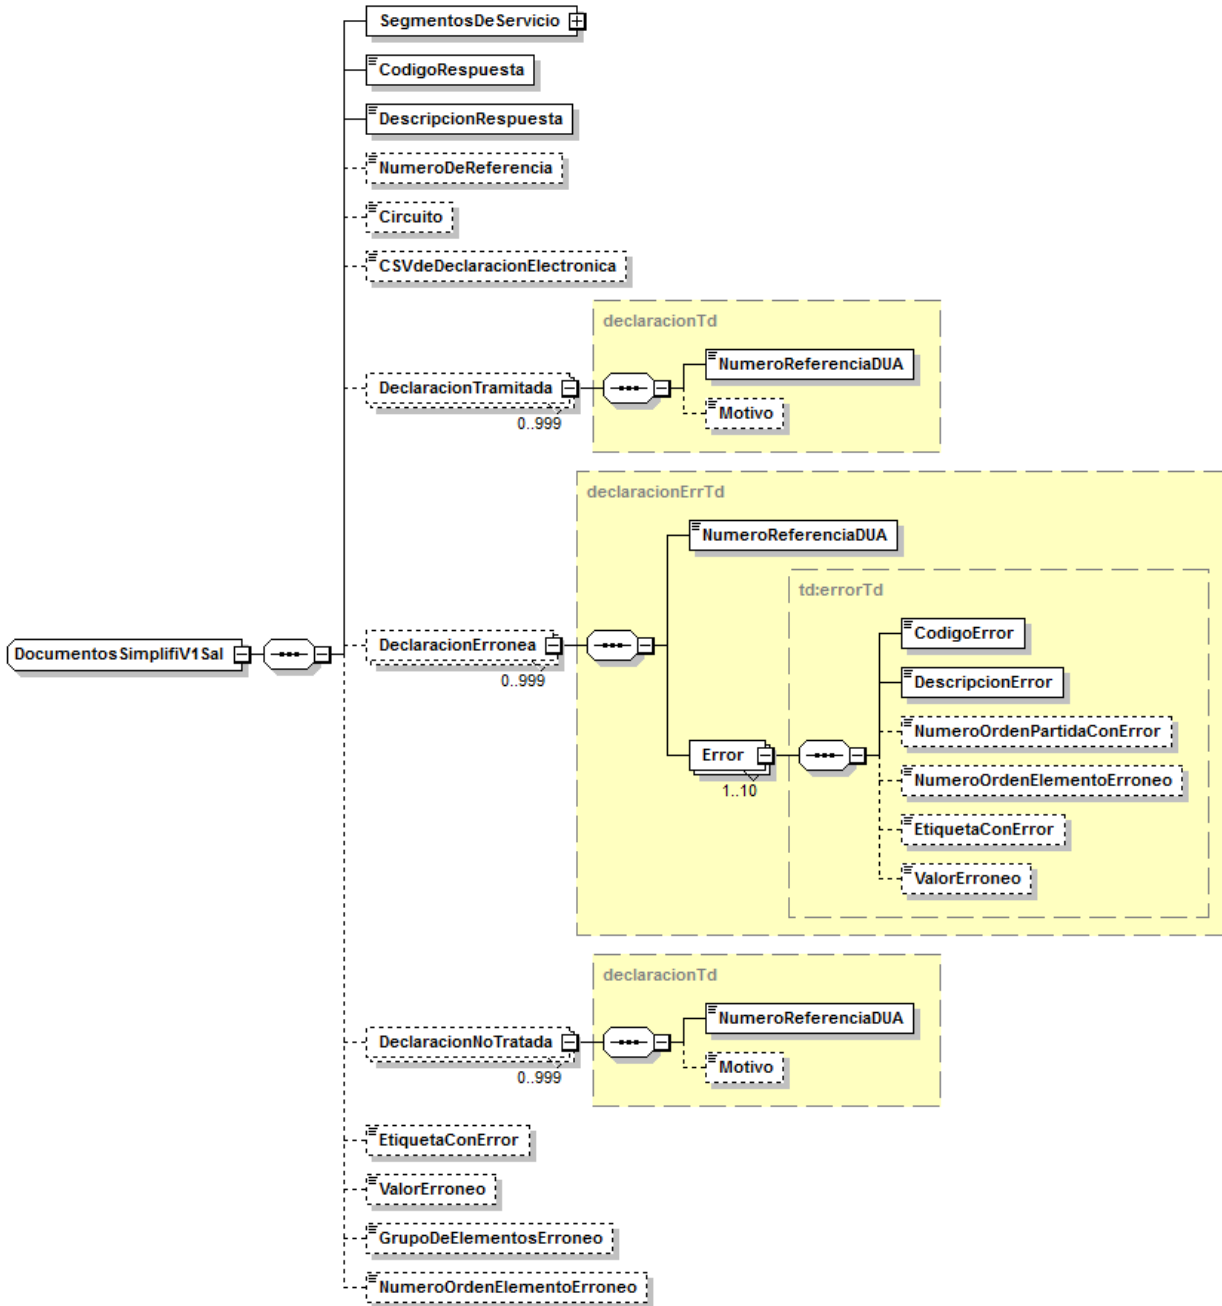 SegmentosDeServicio
CodigoRespuesta
DescripcionRespuesta
NumeroDeReferencia
Circuito
CSVdeDeclaracionElectronica
declaracionTd
NumeroReferenciaDUA
DeclaracionTramitada
Motivo
0..999
declaracionErrTd
NumeroReferenciaDUA
td:errorTd
CodigoError
DocumentosSimplifiV1Sal
DeclaracionErronea
0..999
DescripcionError
NumeroOrdenPartidaConError
Error
1..10
NumeroOrdenElementoErroneo
EtiquetaConError
ValorErroneo
declaracionTd
NumeroReferenciaDUA
DeclaracionNoTratada
Motivo
0..999
EtiquetaConError
ValorErroneo
GrupoDeElementosErroneo
NumeroOrdenElementoErroneo